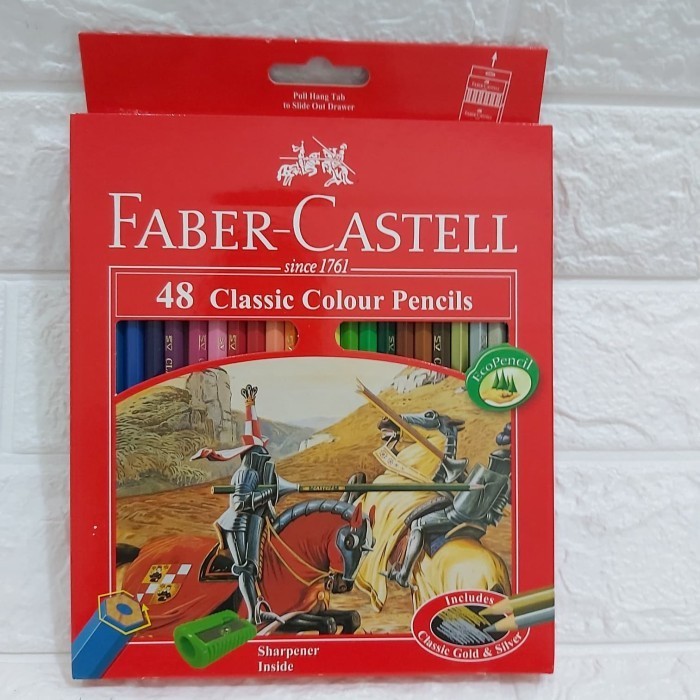 Pull Hang Tab
to Slide Out Drawer
FABER-CASTELL
since 1761
48 Classic Colour Pencils
EcoPencil
"CASTELL"
Includes
Classic Gold & Silver
Sharpener
Inside